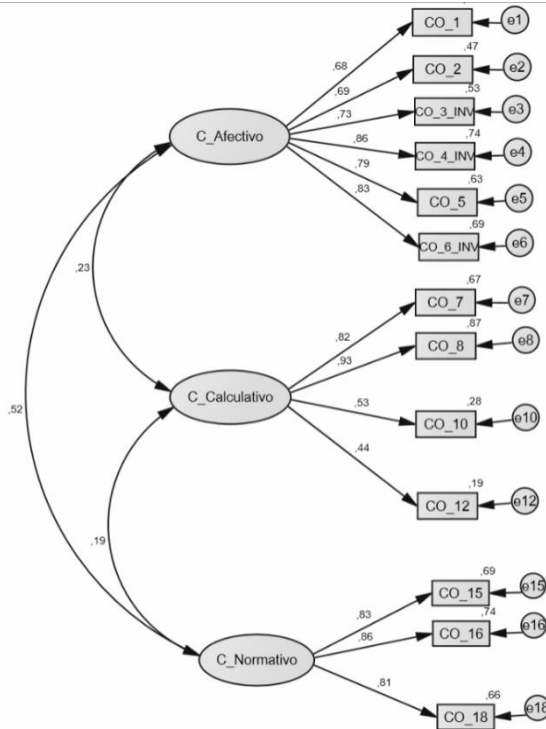 CO_1
e1
,68
,47
CO_2
e2
,69
,53
CO_3_INV
e3
,73
C_Afectivo
,74
,86
CO_4_INV
e4
,79
,63
CO_5
e5
,83
,69
CO_6_INV
e6
,23
,67
CO_7
e7
,82
,87
CO_8
e8
,93
C_Calculativo
,53
,28
CO_10
e10
,52
,44
,19
CO_12
e12
,19
,69
CO_15
e15
,83
,74
CO_16
e16
,86
C_Normativo
,81
,66
CO_18
e18